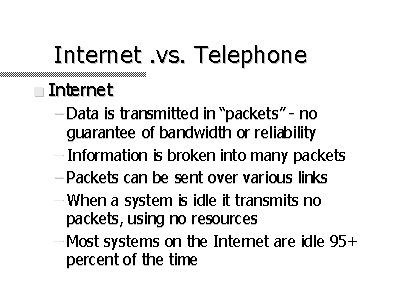 Internet .vs. Telephone
Internet
–Data is transmitted in “packets” - no
guarantee of bandwidth or reliability
–Information is broken into many packets
–Packets can be sent over various links
–When a system is idle it transmits no
packets, using no resources
–Most systems on the Internet are idle 95+
percent of the time